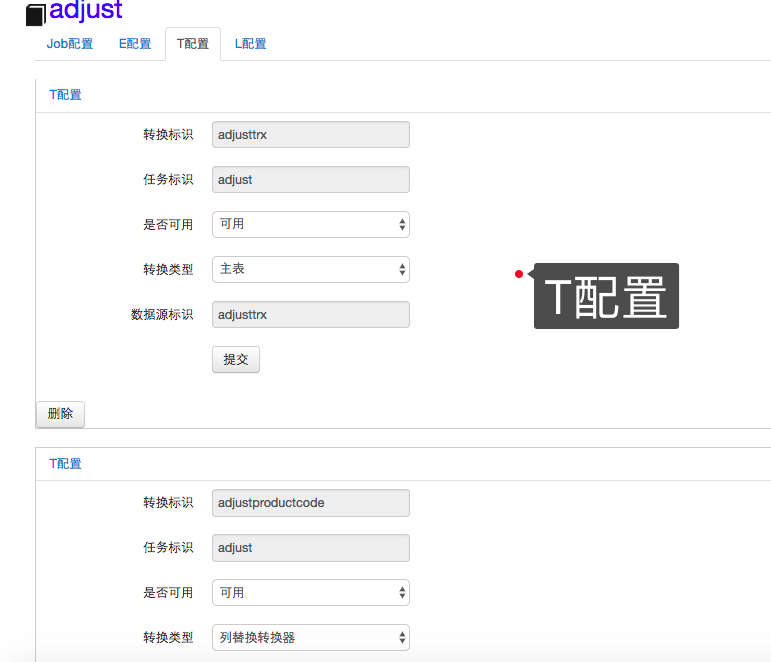 adjust
Job配置 E配置 T配置 L配置
T配置
转换标识 adjusttrx
任务标识 adjust
是否可用 可用
转换类型 主表
数据源标识 adjusttrx
提交
删除
T配置
T配置
转换标识 adjustproductcode
任务标识 adjust
是否可用 可用
转换类型 列替换转换器